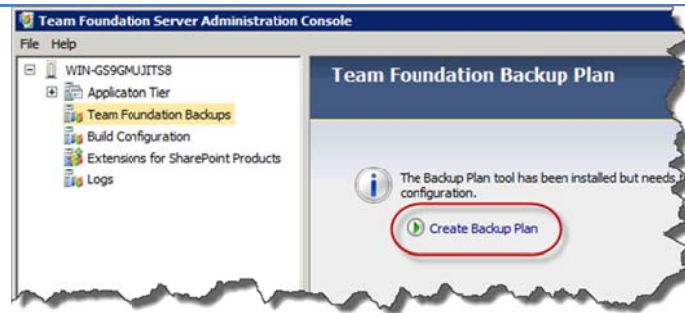 Team Foundation Server Administration Console
File Help
WIN-GS9GMUJITS8
Applicaton Tier
Team Foundation Backups
Build Configuration
Extensions for SharePoint Products
Logs
Team Foundation Backup Plan
The Backup Plan tool has been installed but needs
configuration.
Create Backup Plan